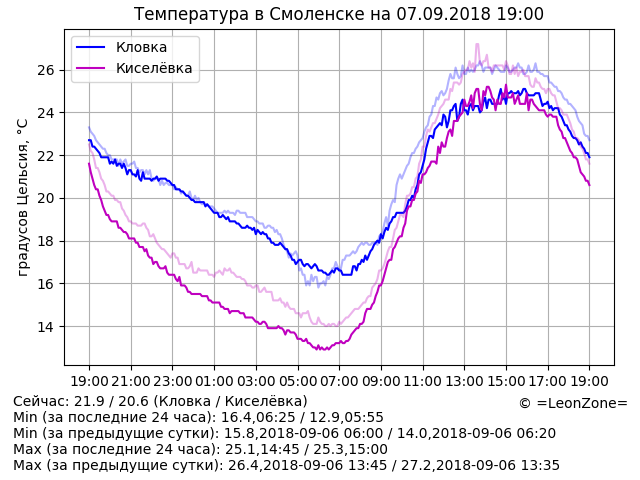 Температура в Смоленске на 07.09.2018 19:00
Кловка
Киселёвка
градусов Цельсия, °C
26
24
22
20
18
16
14
19:00 21:00 23:00 01:00 03:00 05:00 07:00 09:00 11:00 13:00 15:00 17:00 19:00
Сейчас: 21.9 / 20.6 (Кловка / Киселёвка)
© =LeonZone=
Min (за последние 24 часа): 16.4,06:25 / 12.9,05:55
Min (за предыдущие сутки): 15.8,2018-09-06 06:00 / 14.0,2018-09-06 06:20
Max (за последние 24 часа): 25.1,14:45 / 25.3,15:00
Max (за предыдущие сутки): 26.4,2018-09-06 13:45 / 27.2,2018-09-06 13:35